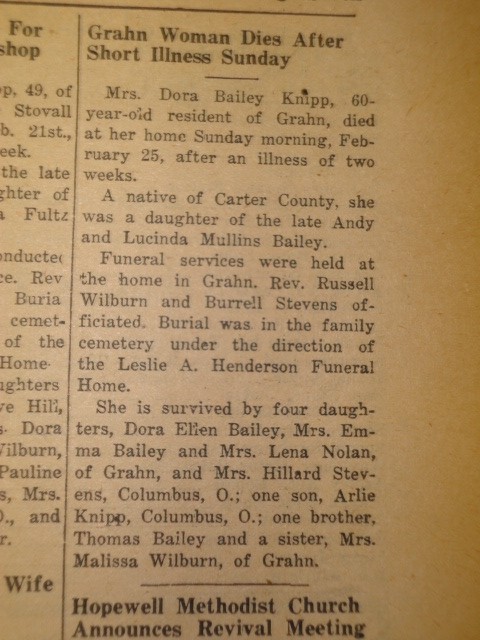 For
shop
pp, 49, of
Stovall
b. 21st.,
eek.
the late
ghter of
a Fultz
onducted
ce. Rev
Buria
cemet-
of the
Home
ughters
ve Hill,
s. Dora
Wilburn,
Pauline
s, Mrs.
O., and
r.
Wife
Grahn Woman Dies After
Short Illness Sunday
Mrs. Dora Bailey Knipp, 60-
year-old resident of Grahn, died
at her home Sunday morning, Feb-
ruary 25, after an illness of two
weeks.
A native of Carter County, she
was a daughter of the late Andy
and Lucinda Mullins Bailey.
Funeral services were held at
the home in Grahn. Rev. Russell
Wilburn and Burrell Stevens of-
ficiated. Burial was in the family
cemetery under the direction of
the Leslie A. Henderson Funeral
Home.
She is survived by four daugh-
ters, Dora Ellen Bailey, Mrs. Em-
ma Bailey and Mrs. Lena Nolan,
of Grahn, and Mrs. Hillard Stev-
ens, Columbus, O.; one son, Arlie
Knipp, Columbus, O.; one brother,
Thomas Bailey and a sister, Mrs.
Malissa Wilburn, of Grahn.
Hopewell Methodist Church
Announces Revival Meeting